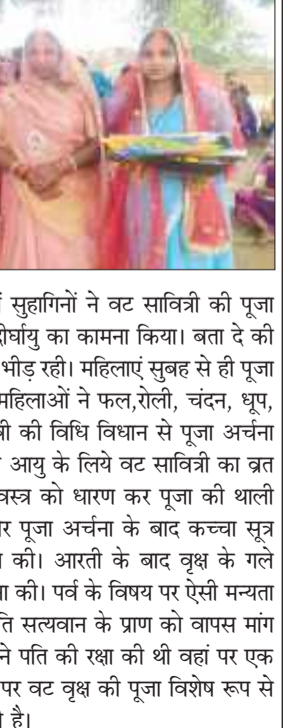 सुहागिनों ने वट सावित्री की पूजा
दीर्घायु का कामना किया। बता दे की
भीड़ रही। महिलाएं सुबह से ही पूजा
महिलाओं ने फल,रोली, चंदन, धूप,
की विधि विधान से पूजा अर्चना
आयु के लिये वट सावित्री का व्रत
वस्त्र को धारण कर पूजा की थाली
पूजा अर्चना के बाद कच्चा सूत्र
की। आरती के बाद वृक्ष के गले
की। पर्व के विषय पर ऐसी मन्यता
सत्यवान के प्राण को वापस मांग
ने पति की रक्षा की थी वहां पर एक
पर वट वृक्ष की पूजा विशेष रूप से
है।